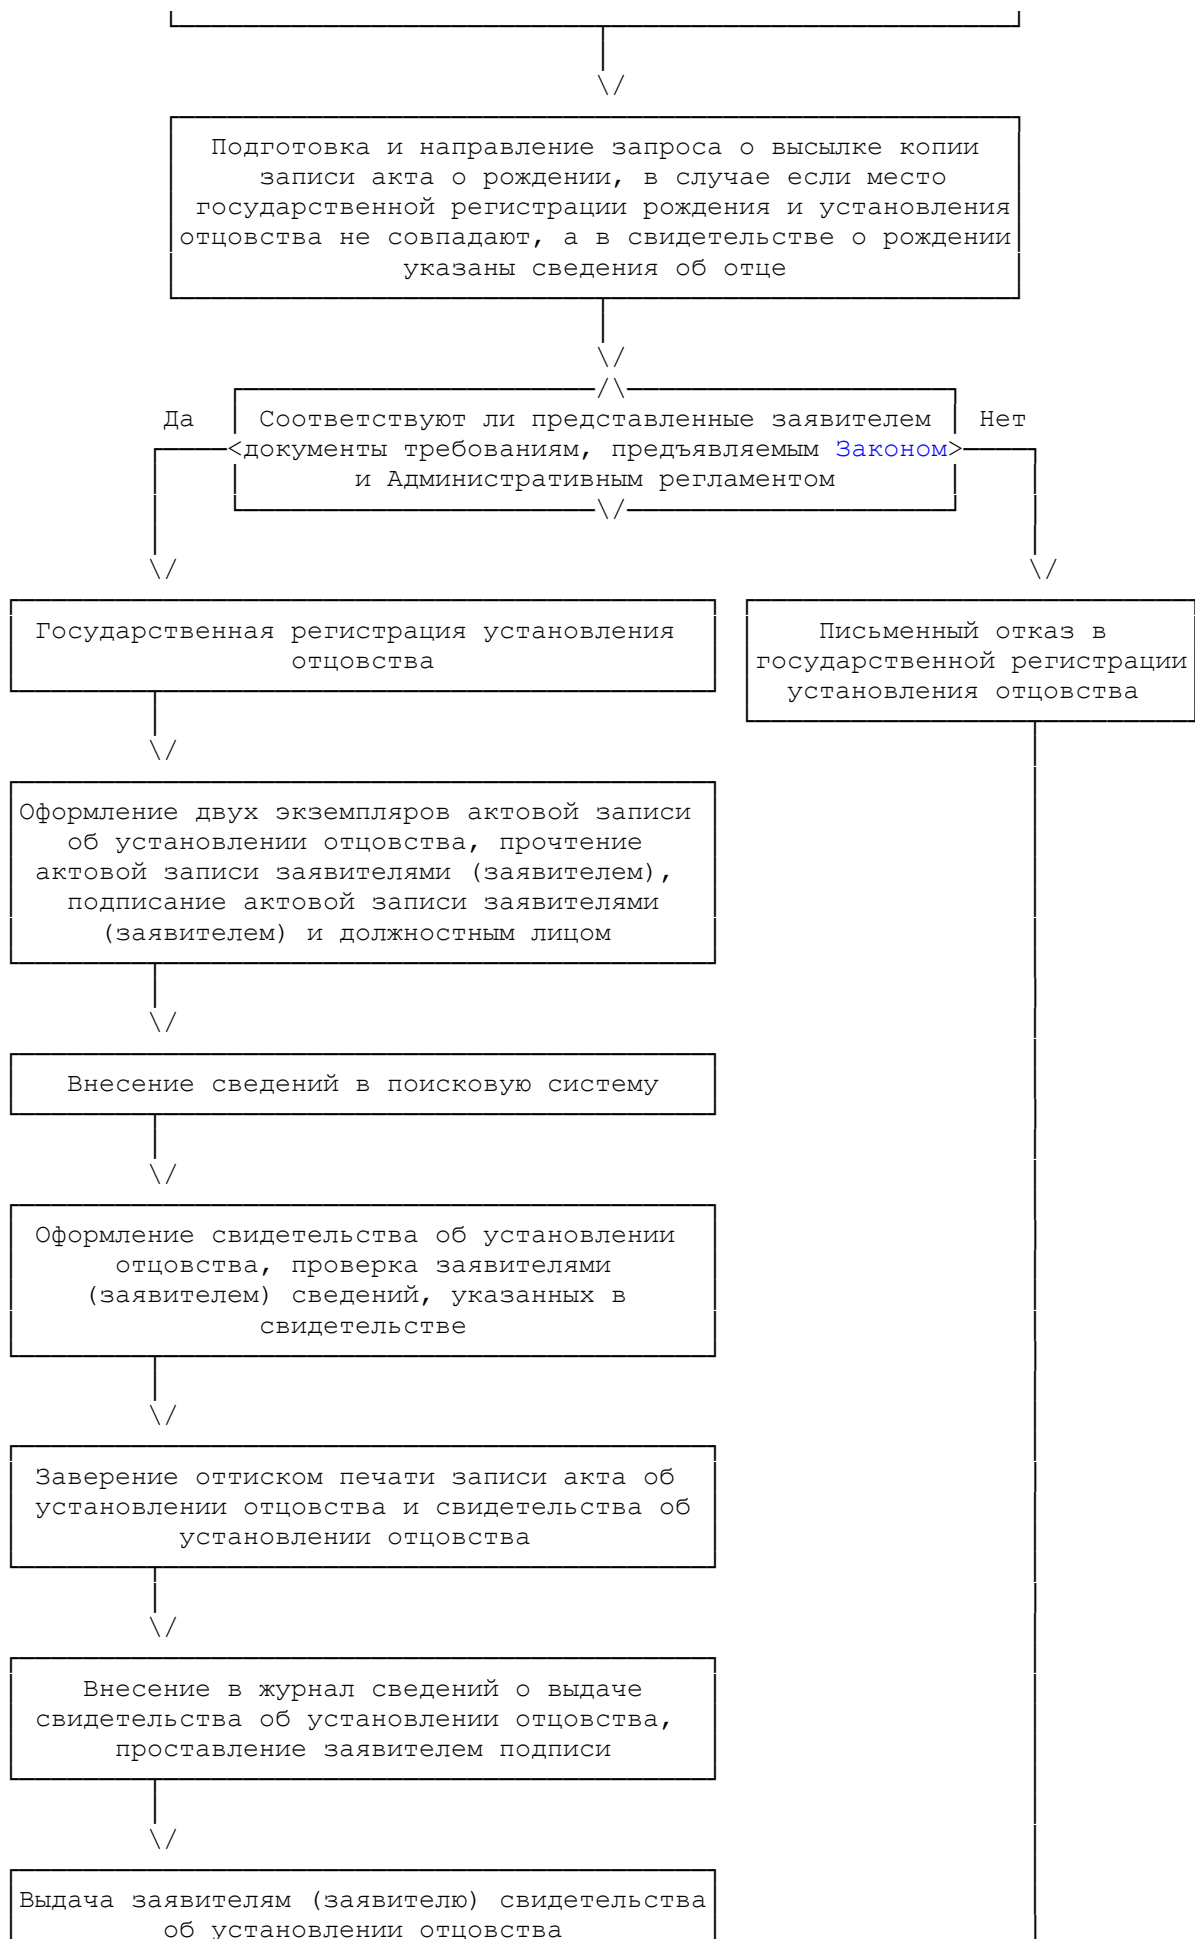 Подготовка и направление запроса о высылке копии
записи акта о рождении, в случае если место
государственной регистрации рождения и установления
отцовства не совпадают, а в свидетельстве о рождении
указаны сведения об отце
Да
Соответствуют ли представленные заявителем
Нет
документы требованиям, предъявляемым Законом
и Административным регламентом
Государственная регистрация установления
отцовства
Письменный отказ в
государственной регистрации
установления отцовства
Оформление двух экземпляров актовой записи
об установлении отцовства, прочтение
актовой записи заявителями (заявителем),
подписание актовой записи заявителями
(заявителем) и должностным лицом
Внесение сведений в поисковую систему
Оформление свидетельства об установлении
отцовства, проверка заявителями
(заявителем) сведений, указанных в
свидетельстве
Заверение оттиском печати записи акта об
установлении отцовства и свидетельства об
установлении отцовства
Внесение в журнал сведений о выдаче
свидетельства об установлении отцовства,
проставление заявителем подписи
Выдача заявителям (заявителю) свидетельства
об установлении отцовства